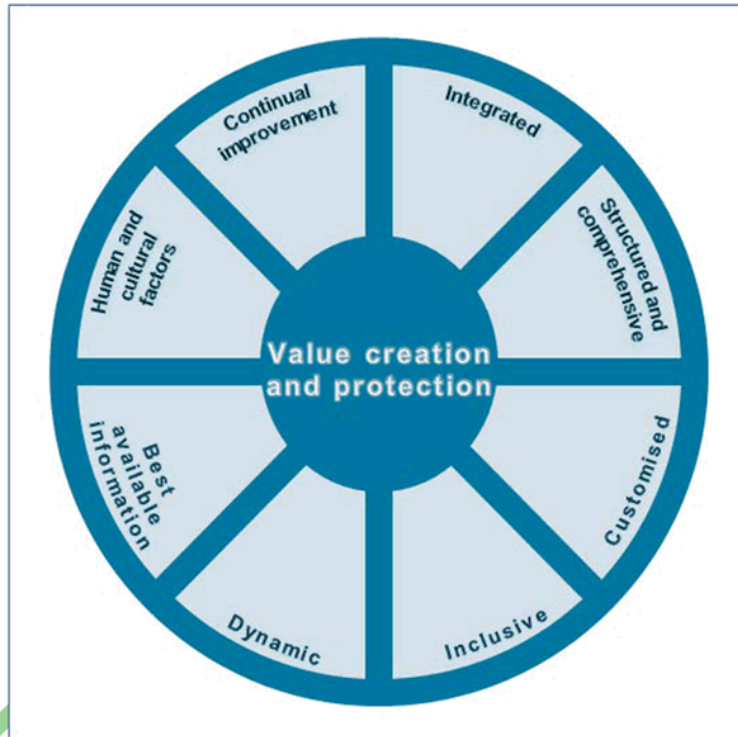 Continual
improvement
Integrated
Structured and
comprehensive
Customised
Inclusive
Dynamic
Best
available
information
Human and
cultural
factors
Value creation
and protection